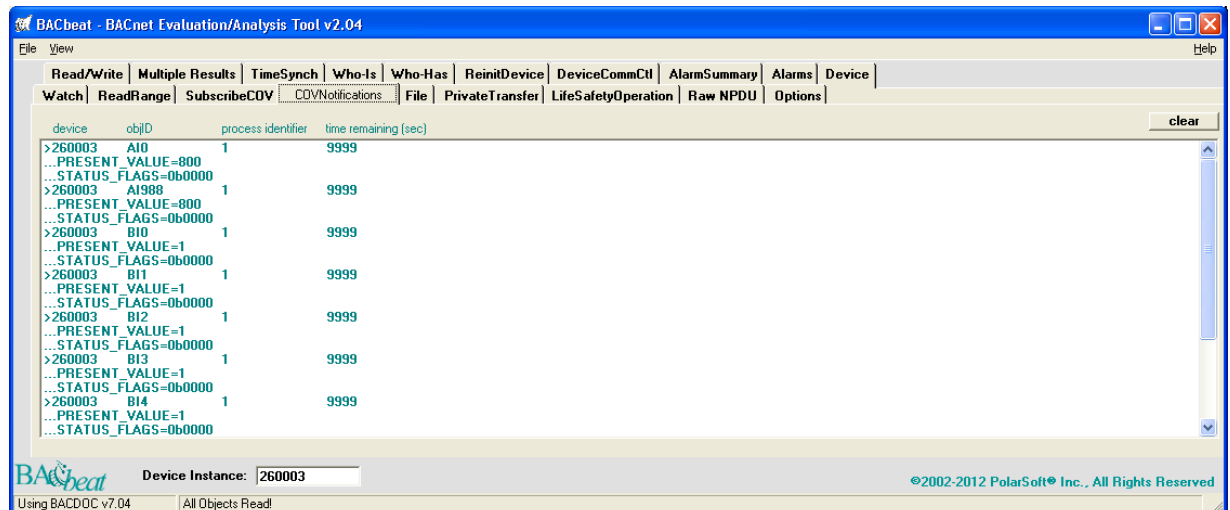 BACbeat - BACnet Evaluation/Analysis Tool v2.04
File View Help
Read/Write Multiple Results TimeSynch Who-Is Who-Has ReinitDevice DeviceCommCtl AlarmSummary Alarms Device
Watch ReadRange SubscribeCOV COVNotifications File PrivateTransfer LifeSafetyOperation Raw NPDU Options
clear
device objID process identifier time remaining (sec)
>260003 AI0 1 9999
...PRESENT_VALUE=800
...STATUS_FLAGS=0b0000
>260003 AI988 1 9999
...PRESENT_VALUE=800
...STATUS_FLAGS=0b0000
>260003 BI0 1 9999
...PRESENT_VALUE=1
...STATUS_FLAGS=0b0000
>260003 BI1 1 9999
...PRESENT_VALUE=1
...STATUS_FLAGS=0b0000
>260003 BI2 1 9999
...PRESENT_VALUE=1
...STATUS_FLAGS=0b0000
>260003 BI3 1 9999
...PRESENT_VALUE=1
...STATUS_FLAGS=0b0000
>260003 BI4 1 9999
...PRESENT_VALUE=1
...STATUS_FLAGS=0b0000
BACbeat Device Instance: 260003
©2002-2012 PolarSoft® Inc., All Rights Reserved
Using BACDOC v7.04 All Objects Read!